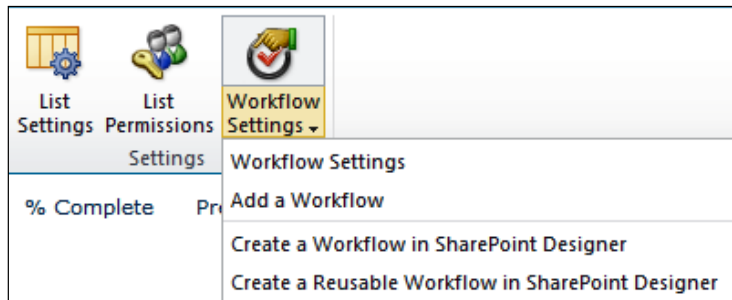 List
Settings
List
Permissions
Workflow
Settings
Settings
Workflow Settings
Add a Workflow
% Complete
Create a Workflow in SharePoint Designer
Create a Reusable Workflow in SharePoint Designer